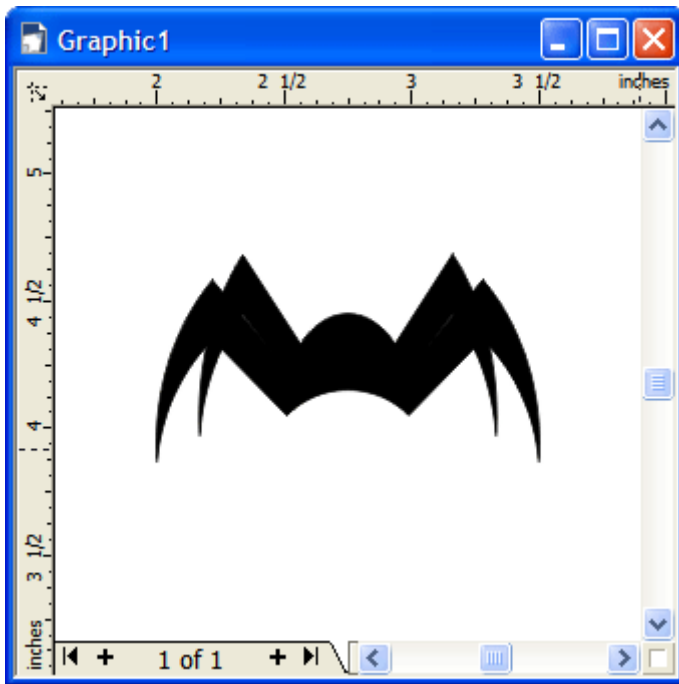 Graphic1
2 2 1/2 3 3 1/2 inches
5
4 1/2
4
3 1/2
inches
1 of 1